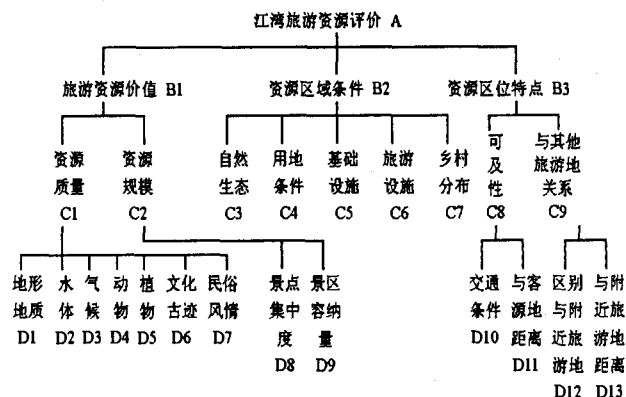 江湾旅游资源评价 A
旅游资源价值 B1
资源区域条件 B2
资源区位特点 B3
资源
质量
C1
资源
规模
C2
自然
生态
C3
用地
条件
C4
基础
设施
C5
旅游
设施
C6
乡村
分布
C7
可
及
性
C8
与其他
旅游地
关系
C9
地形
地质
D1
水
体
D2
气
候
D3
动
物
D4
植
物
D5
文化
古迹
D6
民俗
风情
D7
景点
集中
度
D8
景区
容纳
量
D9
交通
条件
D10
与客
源地
距离
D11
区别
与附
近旅
游地
D12
与附
近旅
游地
距离
D13